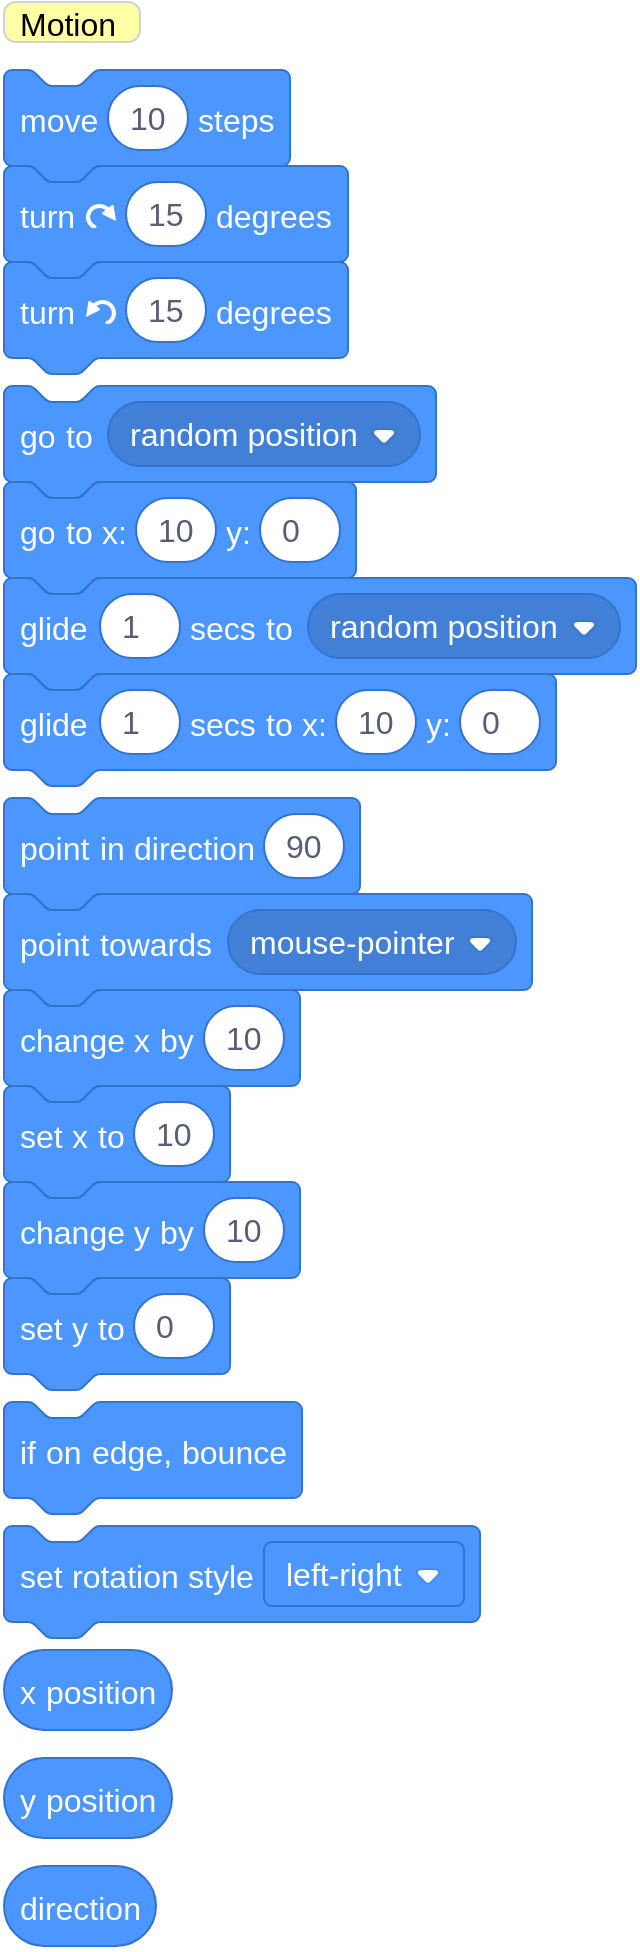 Motion
move 10 steps
turn 15 degrees
turn 15 degrees
go to random position
go to x: 10 y: 0
glide 1 secs to random position
glide 1 secs to x: 10 y: 0
point in direction 90
point towards mouse-pointer
change x by 10
set x to 10
change y by 10
set y to 0
if on edge, bounce
set rotation style left-right
x position
y position
direction